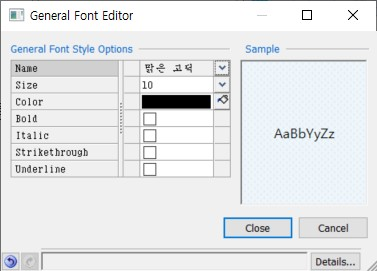 General Font Editor
General Font Style Options
Name 맑은 고딕
Size 10
Color
Bold
Italic
Strikethrough
Underline
Sample
AaBbYyZz
Close Cancel
Details...